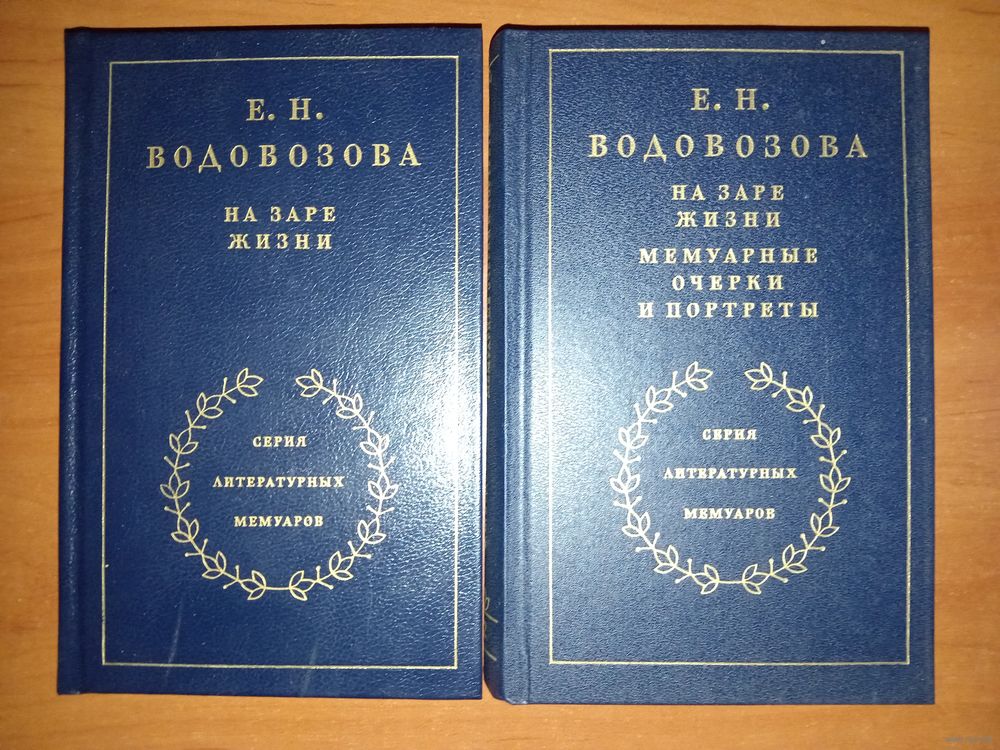 Е. Н.
ВОДОВОЗОВА
НА ЗАРЕ
ЖИЗНИ
СЕРИЯ
ЛИТЕРАТУРНЫХ
МЕМУАРОВ
Е. Н.
ВОДОВОЗОВА
НА ЗАРЕ
ЖИЗНИ
МЕМУАРНЫЕ
ОЧЕРКИ
И ПОРТРЕТЫ
СЕРИЯ
ЛИТЕРАТУРНЫХ
МЕМУАРОВ